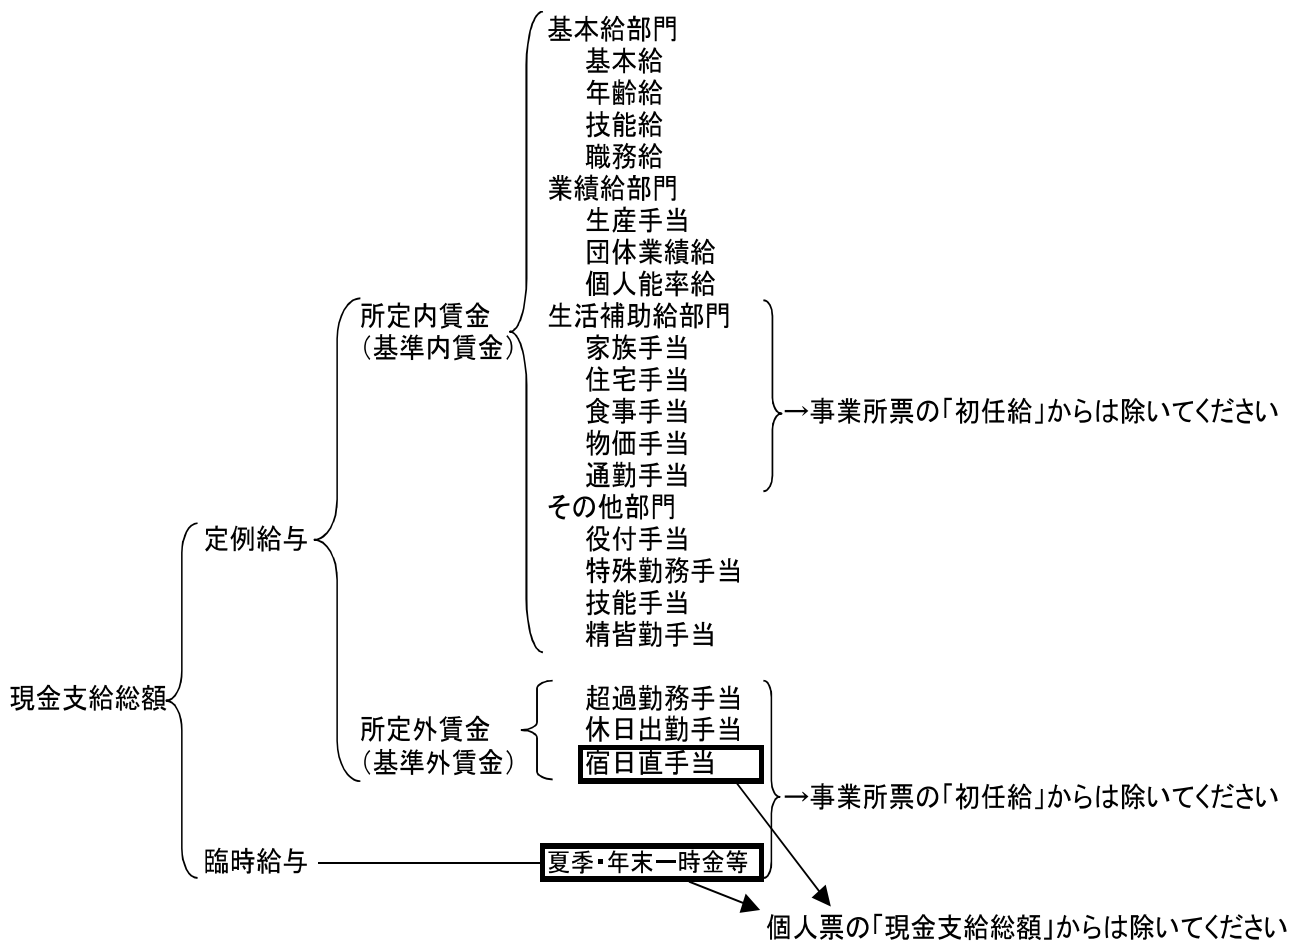 基本給部門
基本給
年齢給
技能給
職務給
業績給部門
生産手当
団体業績給
個人能率給
所定内賃金
(基準内賃金)
生活補助給部門
家族手当
住宅手当
食事手当
物価手当
通勤手当
→事業所票の「初任給」からは除いてください
その他部門
役付手当
特殊勤務手当
技能手当
精皆勤手当
定例給与
現金支給総額
所定外賃金
(基準外賃金)
超過勤務手当
休日出勤手当
宿日直手当
→事業所票の「初任給」からは除いてください
臨時給与
夏季・年末一時金等
個人票の「現金支給総額」からは除いてください